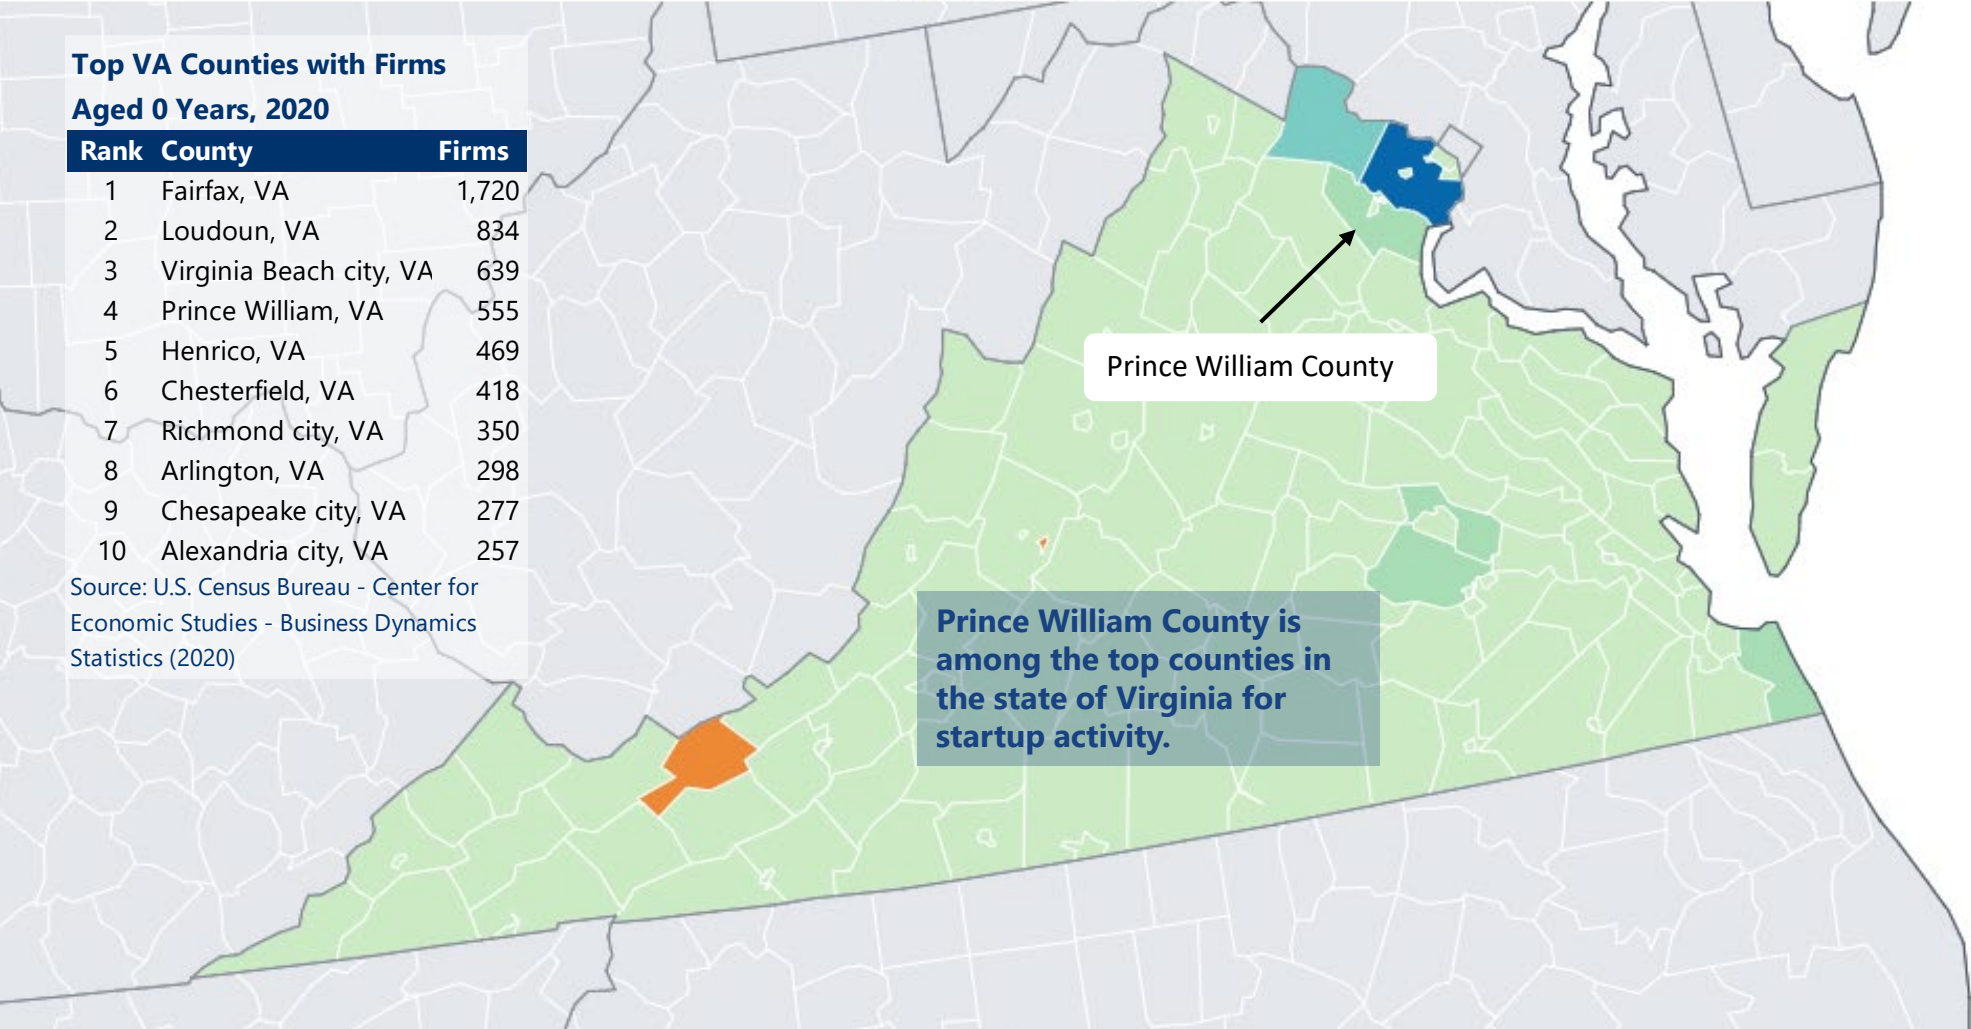 Top VA Counties with Firms
Aged 0 Years, 2020
Rank County Firms
1 Fairfax, VA 1,720
2 Loudoun, VA 834
3 Virginia Beach city, VA 639
4 Prince William, VA 555
5 Henrico, VA 469
6 Chesterfield, VA 418
7 Richmond city, VA 350
8 Arlington, VA 298
9 Chesapeake city, VA 277
10 Alexandria city, VA 257
Source: U.S. Census Bureau - Center for
Economic Studies - Business Dynamics
Statistics (2020)
Prince William County
Prince William County is
among the top counties in
the state of Virginia for
startup activity.